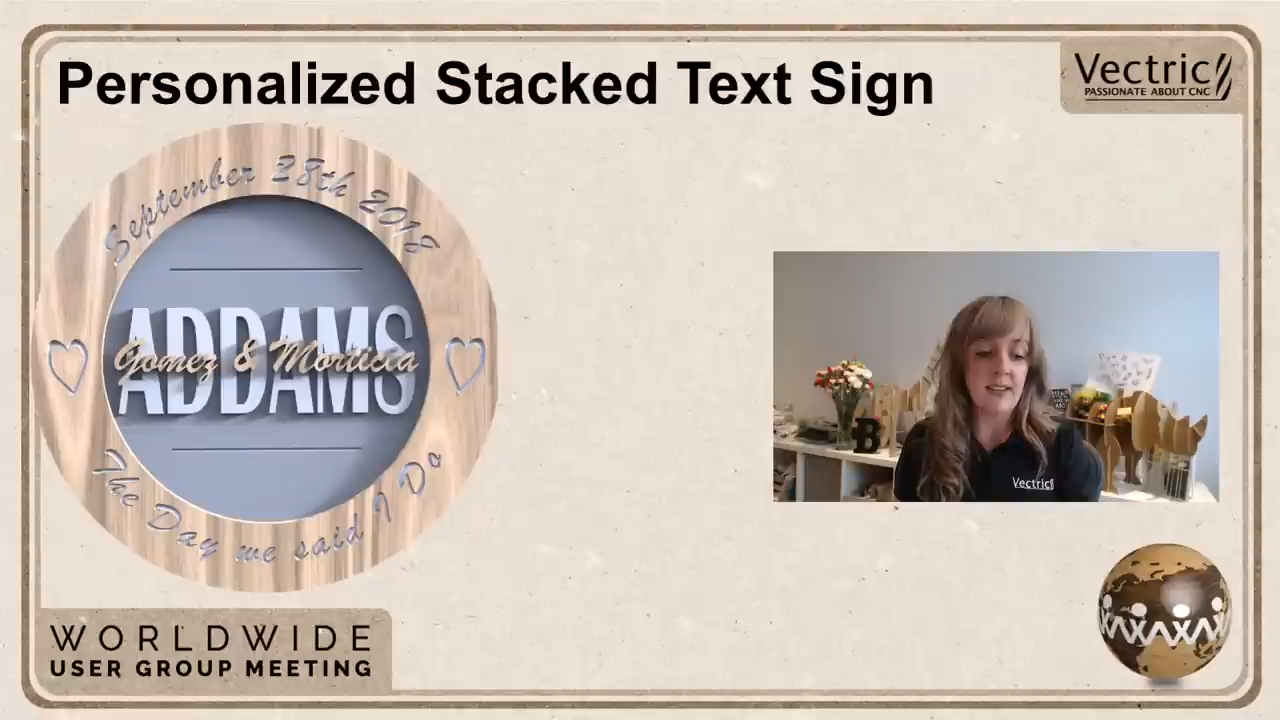 Personalized Stacked Text Sign
Vectric
PASSIONATE ABOUT CNC
September 28th 2018
ADDAMS
Gomez & Morticia
The Day we said I Do
B
Vectric
WORLDWIDE
USER GROUP MEETING